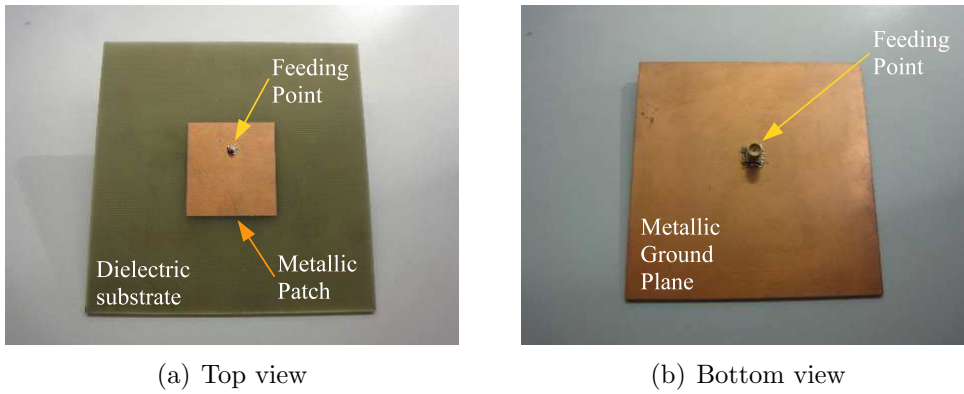 Feeding
Point
Dielectric
substrate
Metallic
Patch
(a) Top view
Feeding
Point
Metallic
Ground
Plane
(b) Bottom view